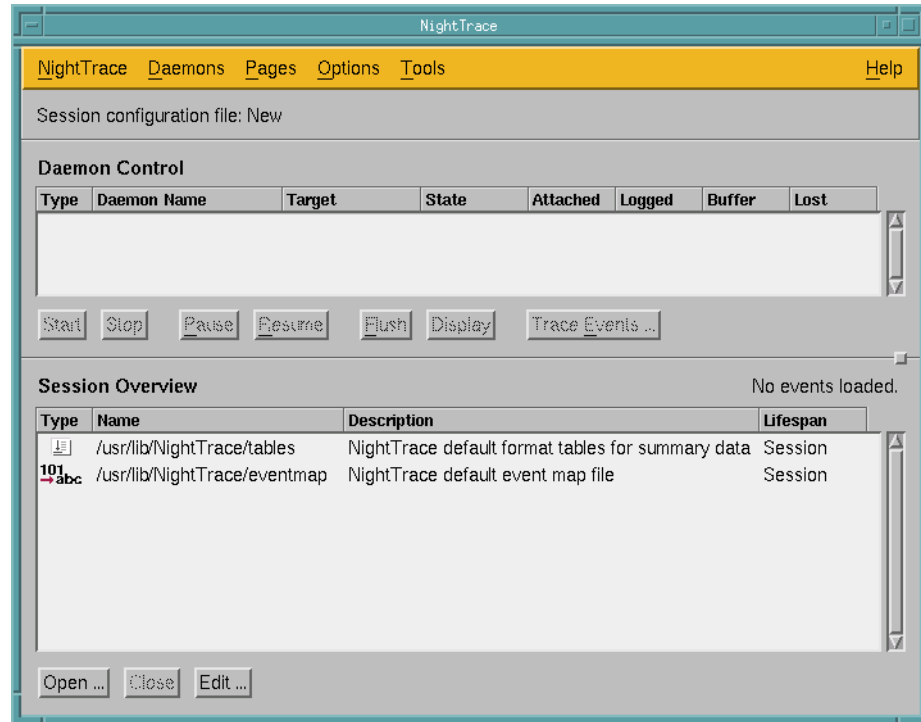 NightTrace
NightTrace Daemons Pages Options Tools Help
Session configuration file: New
Daemon Control
Type Daemon Name Target State Attached Logged Buffer Lost
Start Stop Pause Resume Flush Display Trace Events ...
Session Overview No events loaded.
Type Name Description Lifespan
/usr/lib/NightTrace/tables NightTrace default format tables for summary data Session
101 abc /usr/lib/NightTrace/eventmap NightTrace default event map file Session
Open ... Close Edit ...